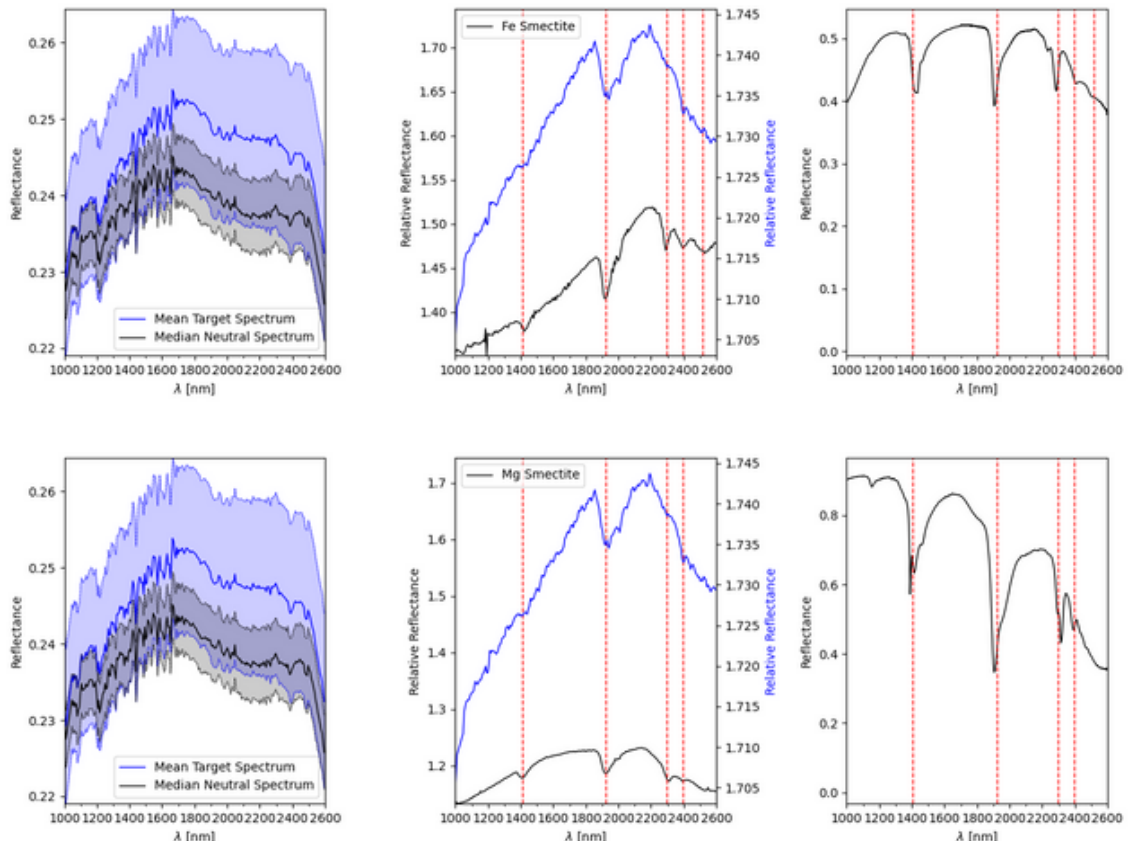 0.26
0.25
0.24
0.23
0.22
Reflectance
Mean Target Spectrum
Median Neutral Spectrum
1000 1200 1400 1600 1800 2000 2200 2400 2600
λ [nm]
Fe Smectite
1.70
1.65
1.60
1.55
1.50
1.45
1.40
Relative Reflectance
1.745
1.740
1.735
1.730
1.725
1.720
1.715
1.710
1.705
Relative Reflectance
1000 1200 1400 1600 1800 2000 2200 2400 2600
λ [nm]
0.5
0.4
0.3
0.2
0.1
0.0
Reflectance
1000 1200 1400 1600 1800 2000 2200 2400 2600
λ [nm]
0.26
0.25
0.24
0.23
0.22
Reflectance
Mean Target Spectrum
Median Neutral Spectrum
1000 1200 1400 1600 1800 2000 2200 2400 2600
λ [nm]
Mg Smectite
1.7
1.6
1.5
1.4
1.3
1.2
Relative Reflectance
1.745
1.740
1.735
1.730
1.725
1.720
1.715
1.710
1.705
Relative Reflectance
1000 1200 1400 1600 1800 2000 2200 2400 2600
λ [nm]
0.8
0.6
0.4
0.2
0.0
Reflectance
1000 1200 1400 1600 1800 2000 2200 2400 2600
λ [nm]